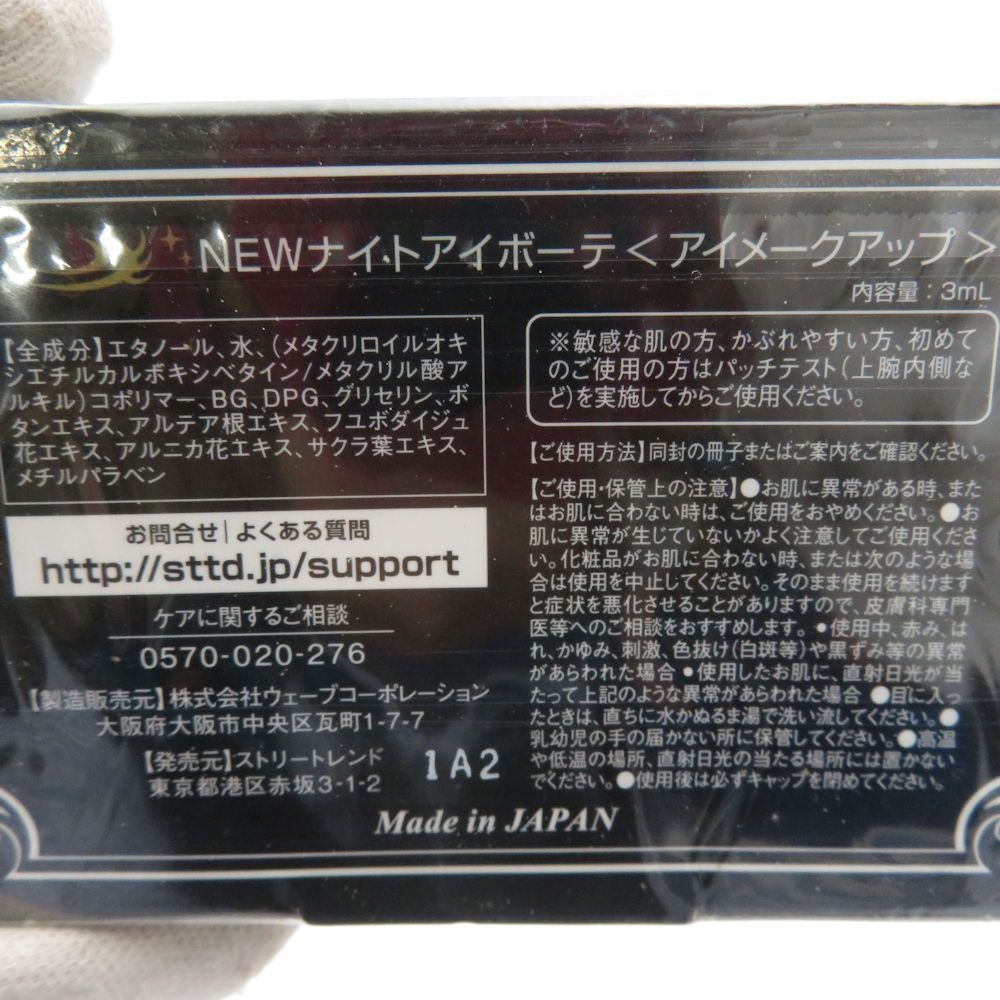 NEWナイトアイボーテ＜アイメークアップ＞
内容量：3mL
【全成分】エタノール、水、（メタクリロイルオキ
シエチルカルボキシベタイン/メタクリル酸ア
ルキル）コポリマー、BG、DPG、グリセリン、ボ
タンエキス、アルテア根エキス、フユボダイジュ
花エキス、アルニカ花エキス、サクラ葉エキス、
メチルパラベン
お問合せ|よくある質問
http://sttd.jp/support
ケアに関するご相談
0570-020-276
【製造販売元】株式会社ウェーブコーポレーション
大阪府大阪市中央区瓦町1-7-7
【発売元】ストリートレンド
東京都港区赤坂3-1-2
1A2
※敏感な肌の方、かぶれやすい方、初めて
のご使用の方はパッチテスト（上腕内側な
ど）を実施してからご使用ください。
【ご使用方法】同封の冊子またはご案内をご確認ください。
【ご使用・保管上の注意】●お肌に異常がある時、また
はお肌に合わない時は、ご使用をおやめください。●お
肌に異常が生じていないかよく注意してご使用くださ
い。化粧品がお肌に合わない時、または次のような場
合は使用を中止してください。そのまま使用を続けます
と症状を悪化させることがありますので、皮膚科専門
医等へのご相談をおすすめします。•使用中、赤み、は
れ、かゆみ、刺激、色抜け（白斑等）や黒ずみ等の異常
があらわれた場合 •使用したお肌に、直射日光が当
たって上記のような異常があらわれた場合 ●目に入っ
たときは、直ちに水かぬるま湯で洗い流してください。●
乳幼児の手の届かない所に保管してください。●高温
や低温の場所、直射日光の当たる場所には置かない
でください。●使用後は必ずキャップを閉めてください。
Made in JAPAN